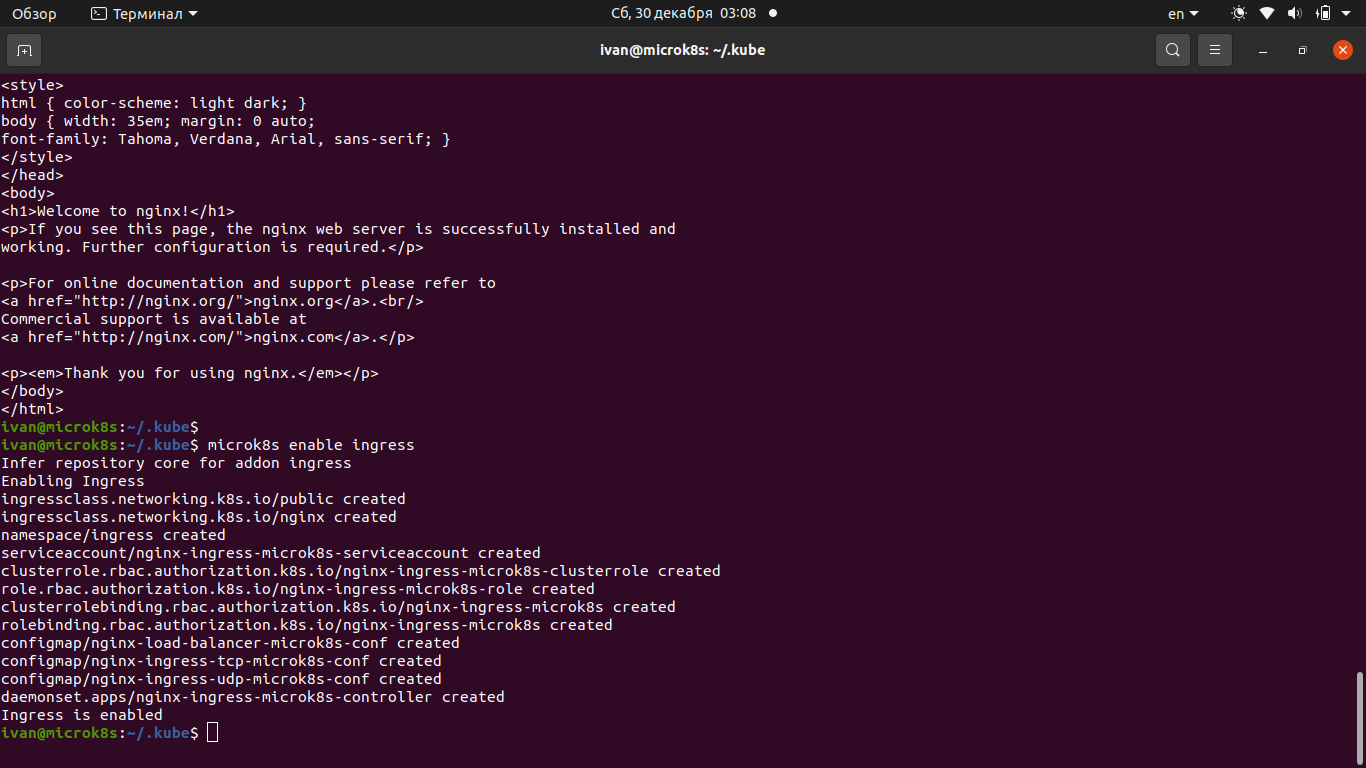 Обзор Терминал Сб, 30 декабря 03:08 en
ivan@microk8s: ~/.kube
<style>
html { color-scheme: light dark; }
body { width: 35em; margin: 0 auto;
font-family: Tahoma, Verdana, Arial, sans-serif; }
</style>
</head>
<body>
<h1>Welcome to nginx!</h1>
<p>If you see this page, the nginx web server is successfully installed and
working. Further configuration is required.</p>

<p>For online documentation and support please refer to
<a href="http://nginx.org/">nginx.org</a>.<br/>
Commercial support is available at
<a href="http://nginx.com/">nginx.com</a>.</p>

<p><em>Thank you for using nginx.</em></p>
</body>
</html>
ivan@microk8s:~/.kube$
ivan@microk8s:~/.kube$ microk8s enable ingress
Infer repository core for addon ingress
Enabling Ingress
ingressclass.networking.k8s.io/public created
ingressclass.networking.k8s.io/nginx created
namespace/ingress created
serviceaccount/nginx-ingress-microk8s-serviceaccount created
clusterrole.rbac.authorization.k8s.io/nginx-ingress-microk8s-clusterrole created
role.rbac.authorization.k8s.io/nginx-ingress-microk8s-role created
clusterrolebinding.rbac.authorization.k8s.io/nginx-ingress-microk8s created
rolebinding.rbac.authorization.k8s.io/nginx-ingress-microk8s created
configmap/nginx-load-balancer-microk8s-conf created
configmap/nginx-ingress-tcp-microk8s-conf created
configmap/nginx-ingress-udp-microk8s-conf created
daemonset.apps/nginx-ingress-microk8s-controller created
Ingress is enabled
ivan@microk8s:~/.kube$